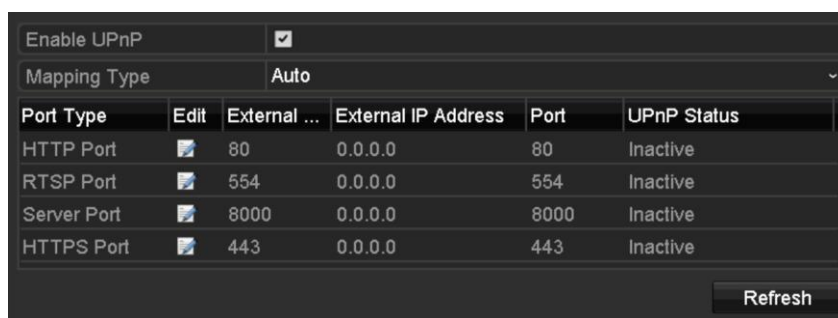 Enable UPnP
Mapping Type Auto
Port Type Edit External ... External IP Address Port UPnP Status
HTTP Port 80 0.0.0.0 80 Inactive
RTSP Port 554 0.0.0.0 554 Inactive
Server Port 8000 0.0.0.0 8000 Inactive
HTTPS Port 443 0.0.0.0 443 Inactive
Refresh